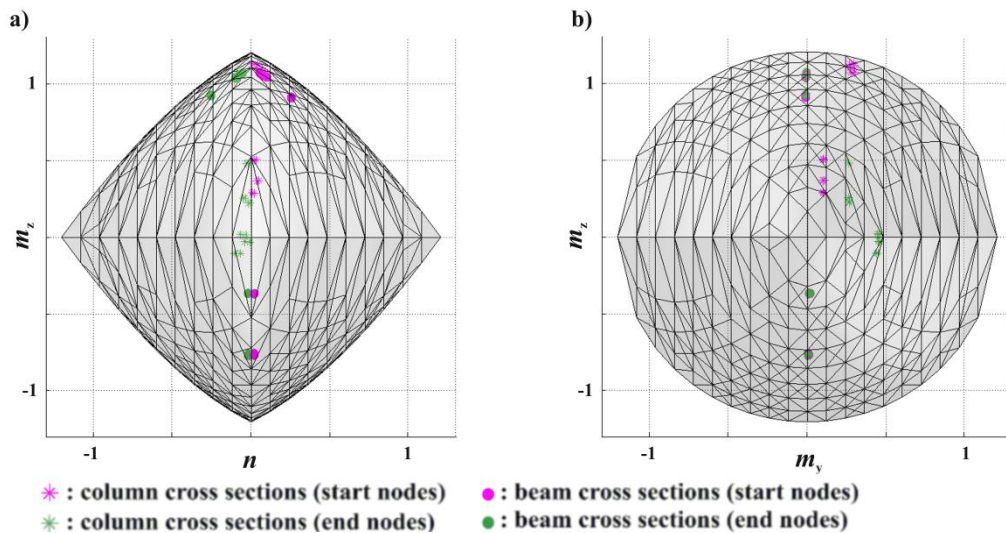 a)
b)
1
m_z
-1
-1
n
1
1
m_z
-1
-1
m_y
1
✳ : column cross sections (start nodes)
● : beam cross sections (start nodes)
✳ : column cross sections (end nodes)
● : beam cross sections (end nodes)